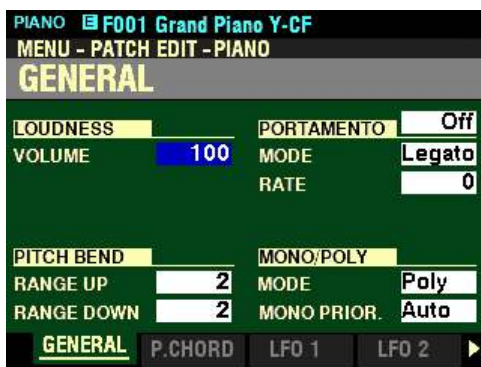 PIANO E F001 Grand Piano Y-CF
MENU - PATCH EDIT -PIANO
GENERAL
LOUDNESS PORTAMENTO Off
VOLUME 100 MODE Legato
RATE 0
PITCH BEND MONO/POLY
RANGE UP 2 MODE Poly
RANGE DOWN 2 MONO PRIOR. Auto
GENERAL P.CHORD LFO 1 LFO 2